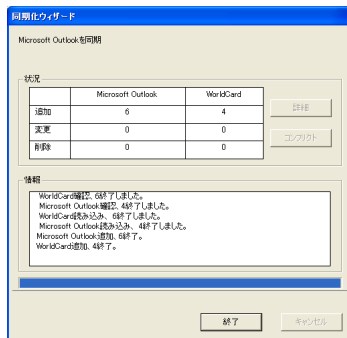 同期化ウィザード
Microsoft Outlookを同期
状況
Microsoft Outlook WorldCard
追加 6 4
変更 0 0
削除 0 0
詳細
コンフリクト
情報
WorldCard確認、6終了しました。
Microsoft Outlook確認、4終了しました。
WorldCard読み込み、6終了しました。
Microsoft Outlook読み込み、4終了しました。
Microsoft Outlook追加、6終了。
WorldCard追加、4終了。
終了 キャンセル